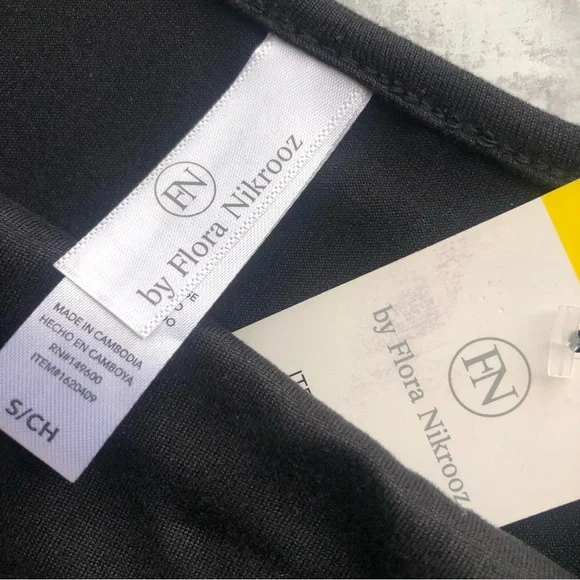 FN
by Flora Nikrooz
MADE IN CAMBODIA
HECHO EN CAMBOYA
RN#149600
ITEM#1620409
S/CH
FN
by Flora Nikrooz